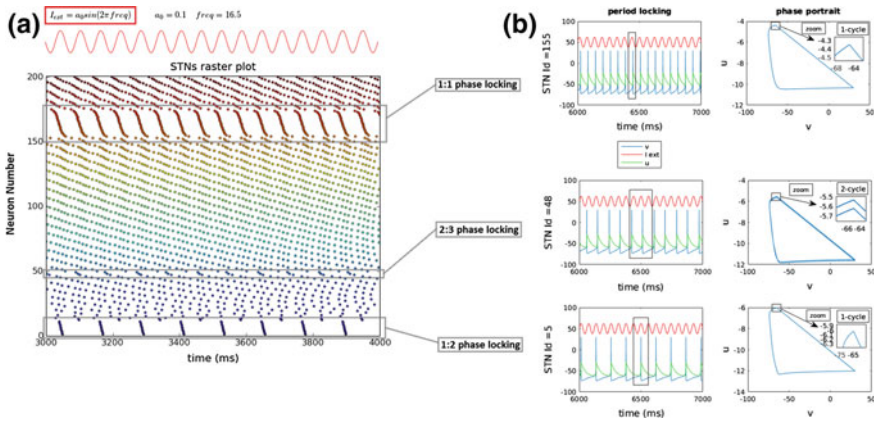 (a)
I_ext = a_0 sin(2π freq)   a_0 = 0.1   freq = 16.5
STNs raster plot
200
150
100
50
0
Neuron Number
3000 3200 3400 3600 3800 4000
time (ms)
1:1 phase locking
2:3 phase locking
1:2 phase locking
(b)
period locking
phase portrait
STN Id =155
100
50
0
-50
-100
6000 6500 7000
time (ms)
u
-4
-6
-8
-10
-12
-50 0 50
v
zoom
1-cycle
-4.3
-4.4
-4.5
-68 -64
v
I ext
u
STN Id =48
100
50
0
-50
-100
6000 6500 7000
time (ms)
u
-4
-6
-8
-10
-12
-50 0 50
v
zoom
2-cycle
-5.5
-5.6
-5.7
-66 -64
STN Id =5
100
50
0
-50
-100
6000 6500 7000
time (ms)
u
-6
-8
-10
-12
-14
-50 0 50
v
zoom
1-cycle
-5.9
-75 -65